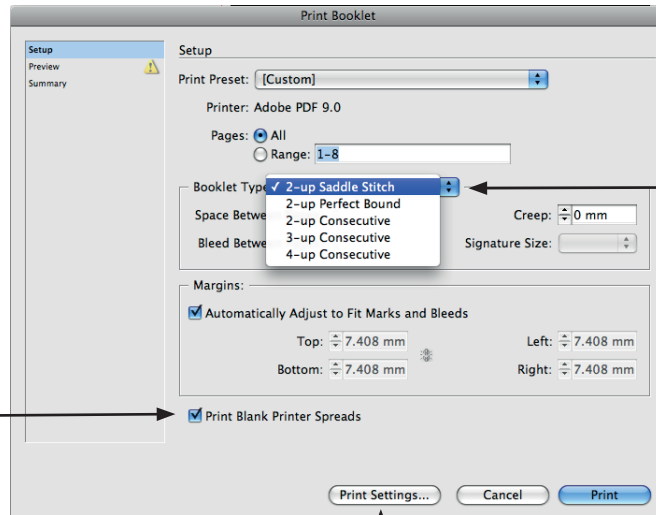 Print Booklet
Setup
Preview
Summary
Setup
Print Preset: [Custom]
Printer: Adobe PDF 9.0
Pages: All
Range: 1-8
Booklet Typ
✓ 2-up Saddle Stitch
2-up Perfect Bound
2-up Consecutive
3-up Consecutive
4-up Consecutive
Space Betw
Creep: 0 mm
Bleed Betw
Signature Size:
Margins:
Automatically Adjust to Fit Marks and Bleeds
Top: 7.408 mm Left: 7.408 mm
Bottom: 7.408 mm Right: 7.408 mm
Print Blank Printer Spreads
Print Settings... Cancel Print